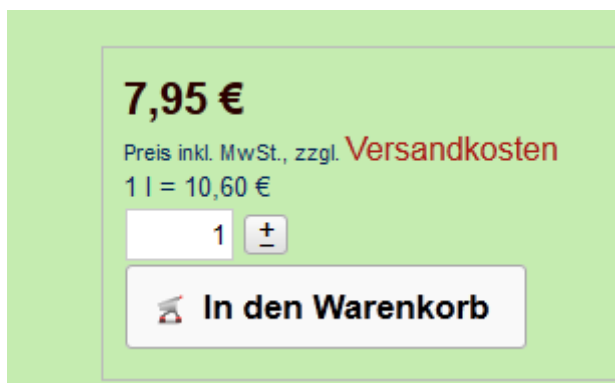 7,95 €
Preis inkl. MwSt., zzgl. Versandkosten
1 l = 10,60 €
1 ±
In den Warenkorb